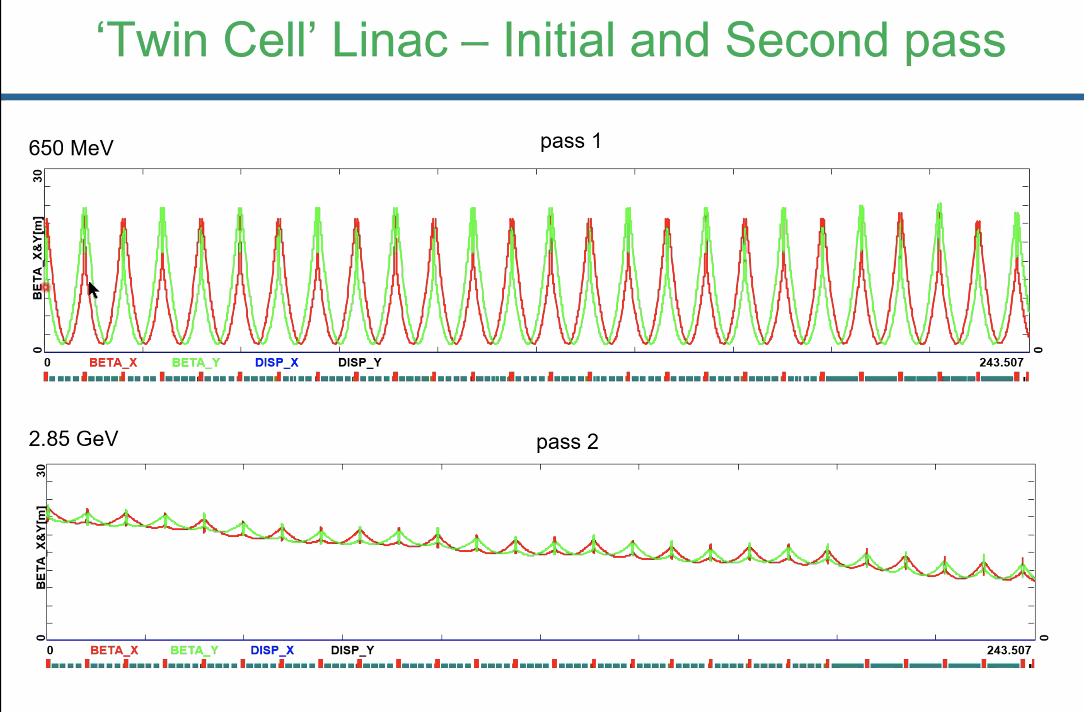 ‘Twin Cell’ Linac – Initial and Second pass
650 MeV
pass 1
30
BETA_X&Y[m]
0
0
0
BETA_X
BETA_Y
DISP_X
DISP_Y
243.507
2.85 GeV
pass 2
30
BETA_X&Y[m]
0
0
0
BETA_X
BETA_Y
DISP_X
DISP_Y
243.507